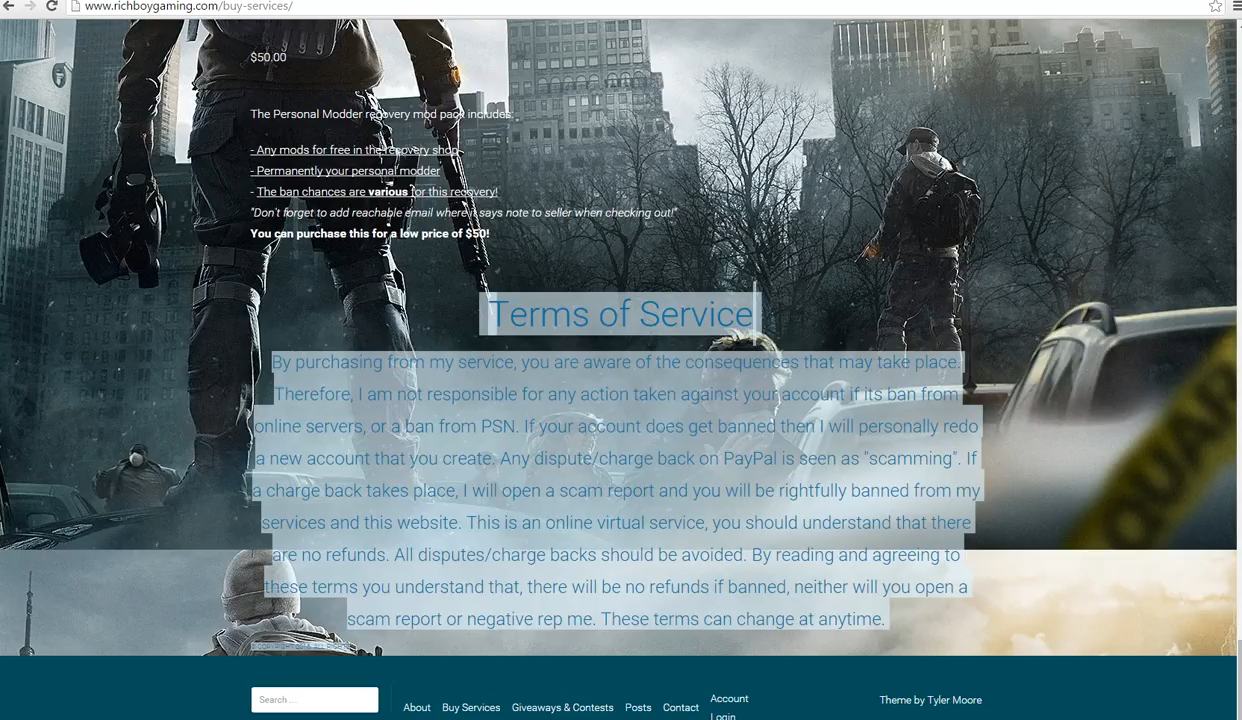 www.richboygaming.com/buy-services/
$50.00
The Personal Modder recovery mod pack includes:
- Any mods for free in the recovery shop
- Permanently your personal modder
- The ban chances are various for this recovery!
"Don't forget to add reachable email where it says note to seller when checking out!"
You can purchase this for a low price of $50!
Terms of Service
By purchasing from my service, you are aware of the consequences that may take place.
Therefore, I am not responsible for any action taken against your account if its ban from
online servers, or a ban from PSN. If your account does get banned then I will personally redo
a new account that you create. Any dispute/charge back on PayPal is seen as "scamming". If
a charge back takes place, I will open a scam report and you will be rightfully banned from my
services and this website. This is an online virtual service, you should understand that there
are no refunds. All disputes/charge backs should be avoided. By reading and agreeing to
these terms you understand that, there will be no refunds if banned, neither will you open a
scam report or negative rep me. These terms can change at anytime.
QUAR
Search ...
About Buy Services Giveaways & Contests Posts Contact
Account
Login
Theme by Tyler Moore